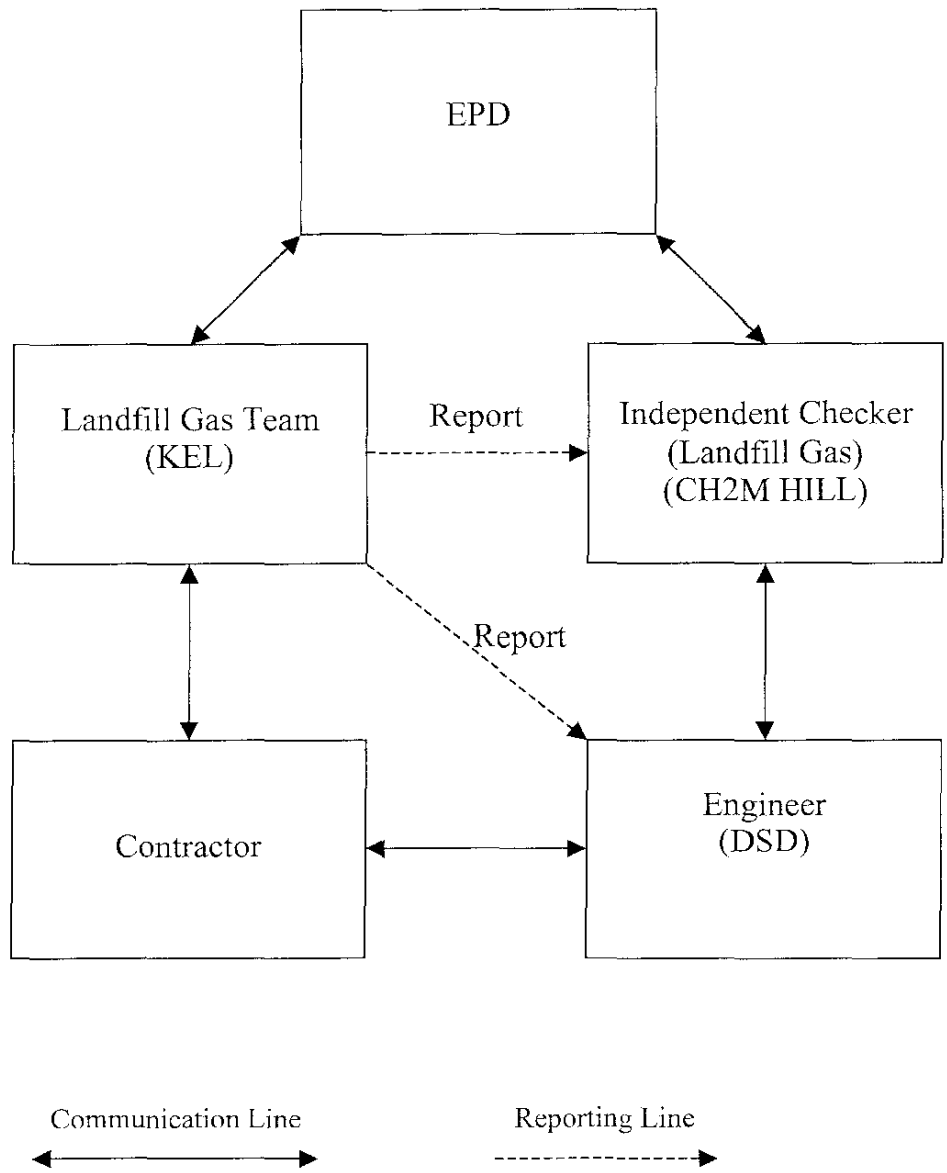 EPD
Landfill Gas Team
(KEL)
Report
Independent Checker
(Landfill Gas)
(CH2M HILL)
Report
Contractor
Engineer
(DSD)
Communication Line
Reporting Line